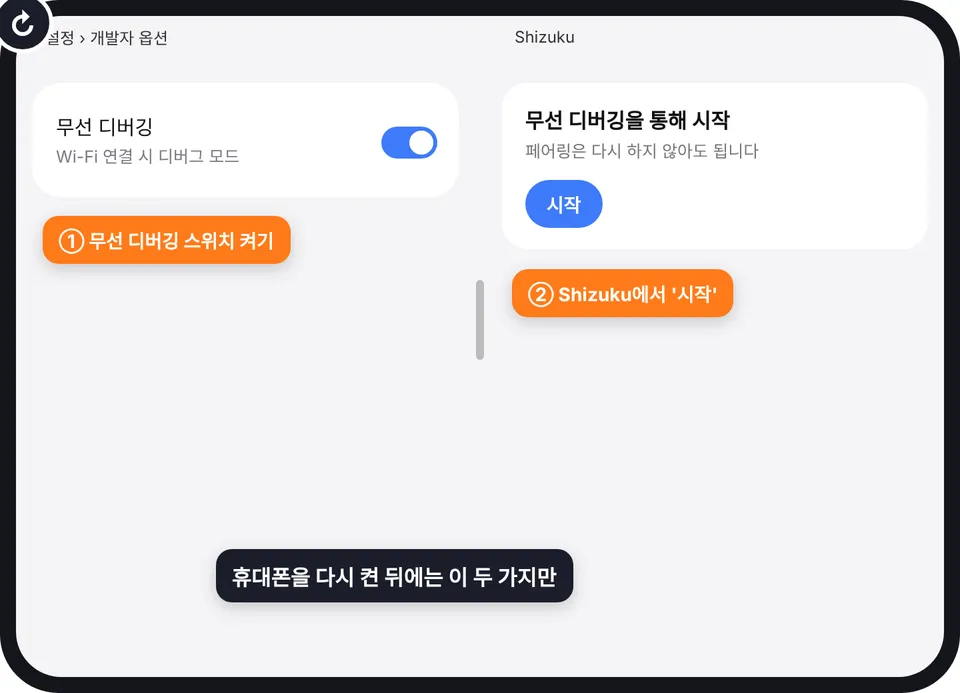 설정 › 개발자 옵션
무선 디버깅
Wi-Fi 연결 시 디버그 모드
① 무선 디버깅 스위치 켜기
Shizuku
무선 디버깅을 통해 시작
페어링은 다시 하지 않아도 됩니다
시작
② Shizuku에서 '시작'
휴대폰을 다시 켠 뒤에는 이 두 가지만